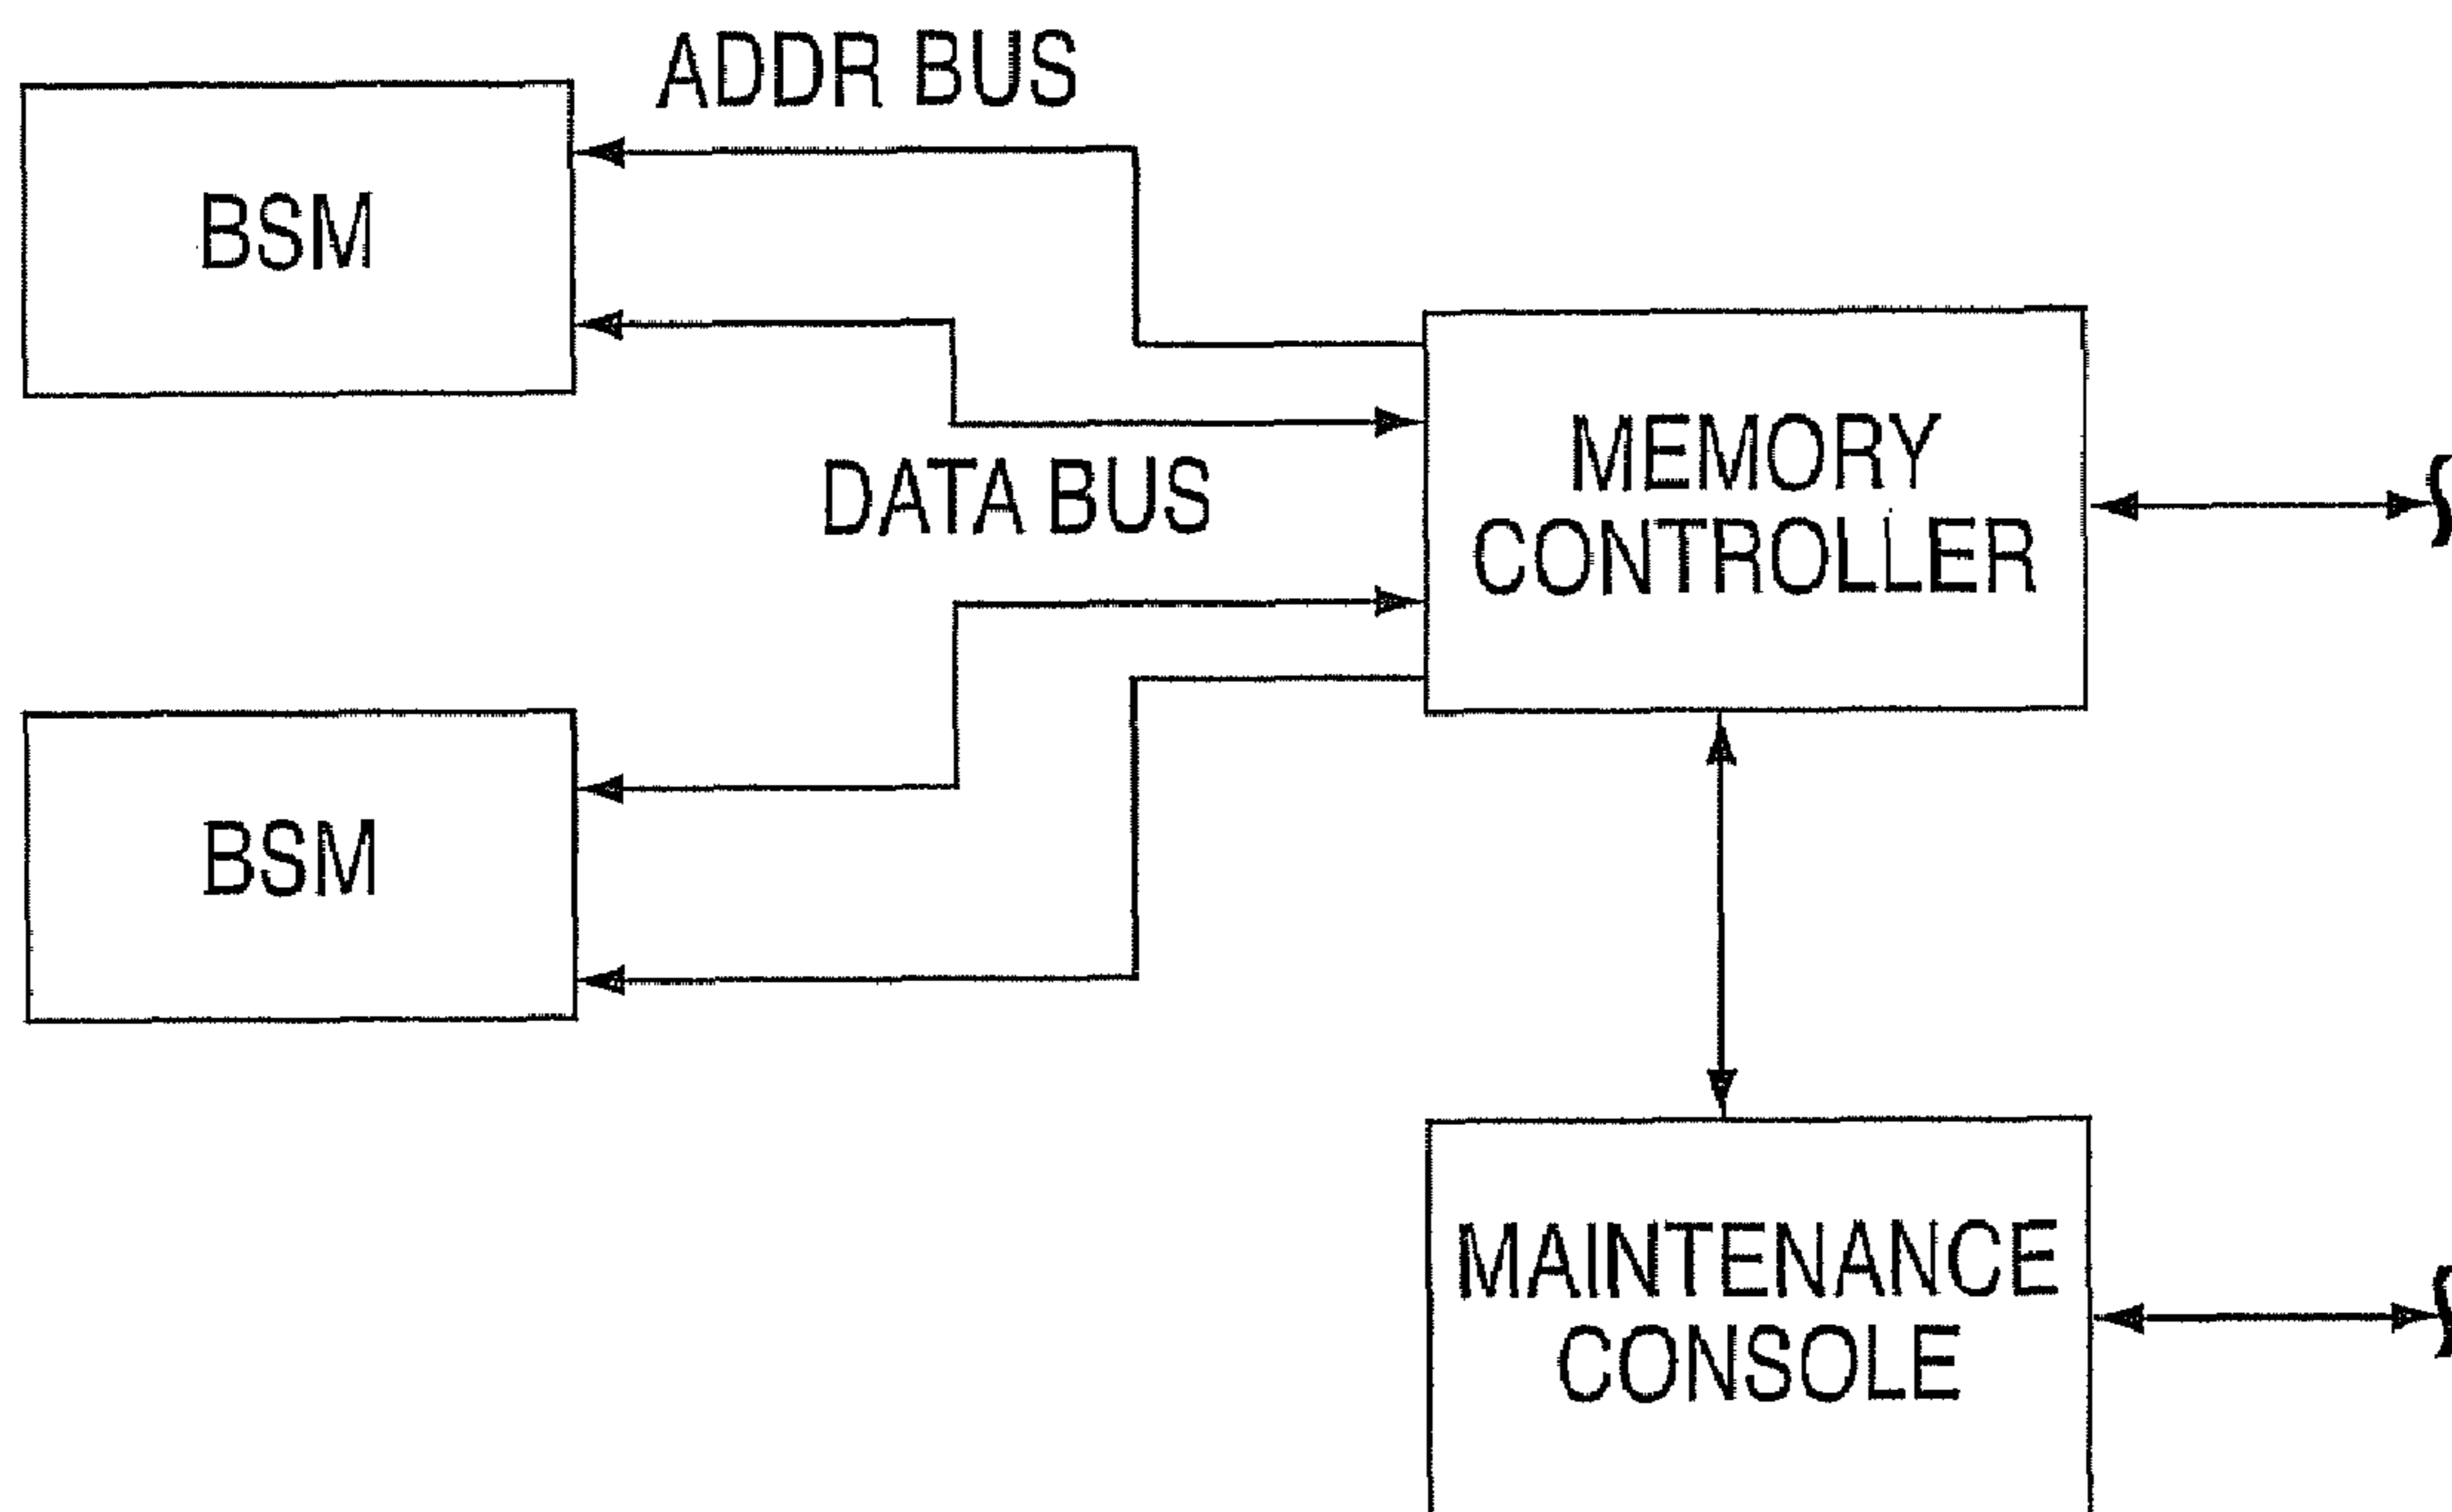 ADDR BUS
BSM
DATA BUS
MEMORY
CONTROLLER
BSM
MAINTENANCE
CONSOLE